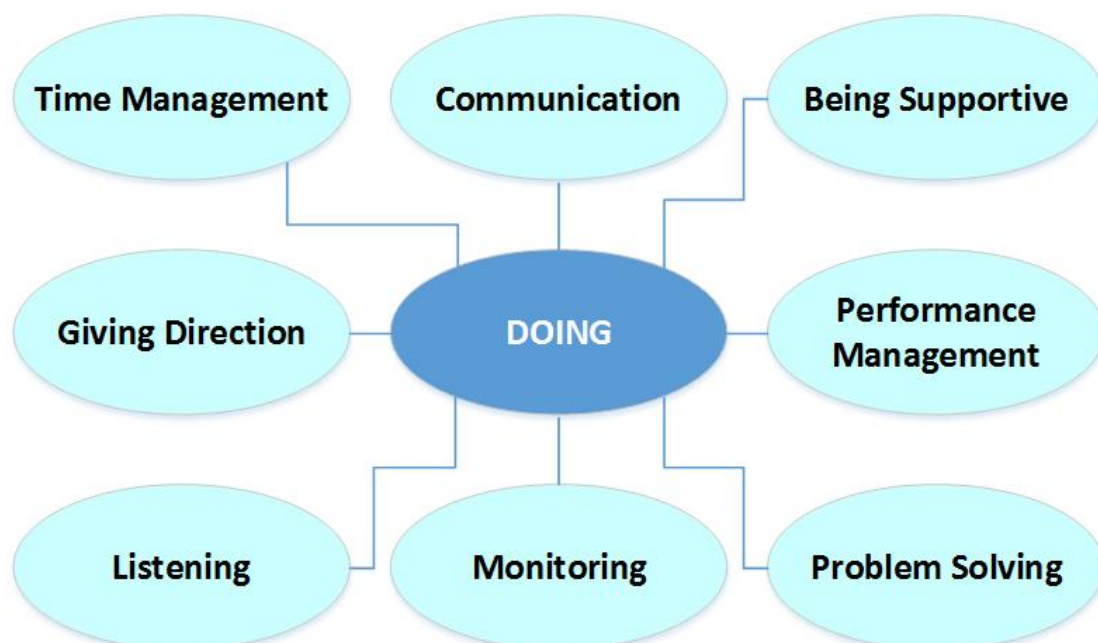 Time Management
Communication
Being Supportive
Giving Direction
DOING
Performance
Management
Listening
Monitoring
Problem Solving